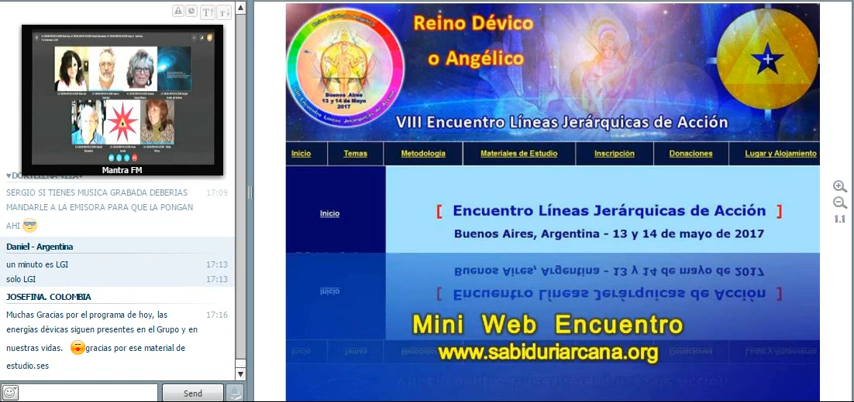 Mantra FM
SERGIO SI TIENES MUSICA GRABADA DEBERIAS 17:09
MANDARLE A LA EMISORA PARA QUE LA PONGAN
AHI
Daniel - Argentina
un minuto es LGI 17:13
solo LGI 17:13
JOSEFINA. COLOMBIA
Muchas Gracias por el programa de hoy, las 17:16
energias dèvicas siguen presentes en el Grupo y en
nuestras vidas. gracias por ese material de
estudio.ses
Send
Reino Dévico
o Angélico
Buenos Aires
13 y 14 de Mayo
2017
VIII Encuentro Líneas Jerárquicas de Acción
Inicio Temas Metodología Materiales de Estudio Inscripción Donaciones Lugar y Alojamiento
Inicio
[ Encuentro Líneas Jerárquicas de Acción ]
Buenos Aires, Argentina - 13 y 14 de mayo de 2017
Mini Web Encuentro
www.sabiduriarcana.org
1.1